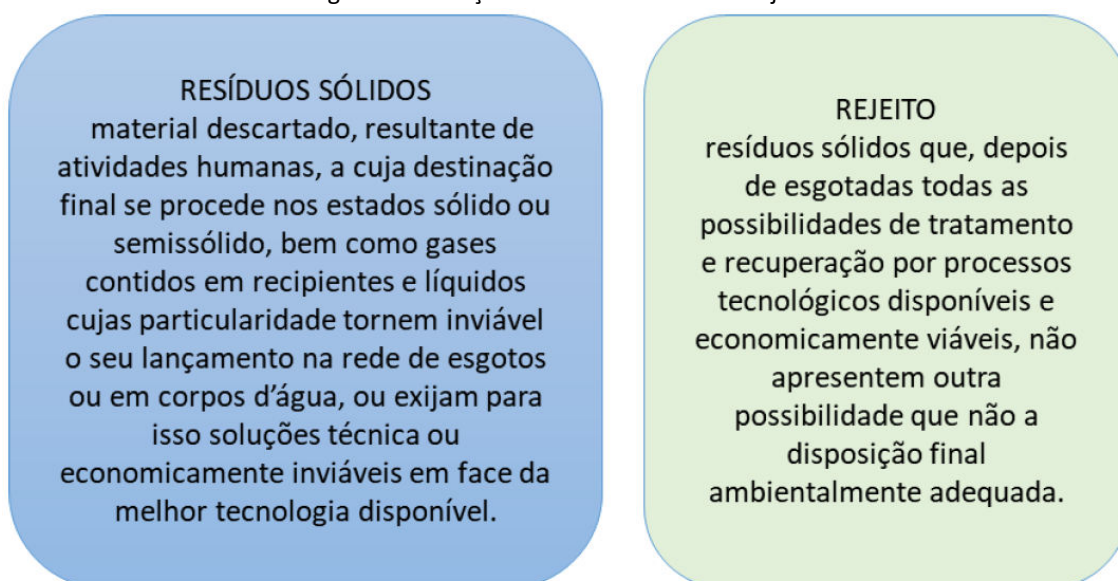 RESÍDUOS SÓLIDOS
material descartado, resultante de
atividades humanas, a cuja destinação
final se procede nos estados sólido ou
semissólido, bem como gases
contidos em recipientes e líquidos
cujas particularidade tornem inviável
o seu lançamento na rede de esgotos
ou em corpos d’água, ou exijam para
isso soluções técnica ou
economicamente inviáveis em face da
melhor tecnologia disponível.
REJEITO
resíduos sólidos que, depois
de esgotadas todas as
possibilidades de tratamento
e recuperação por processos
tecnológicos disponíveis e
economicamente viáveis, não
apresentem outra
possibilidade que não a
disposição final
ambientalmente adequada.